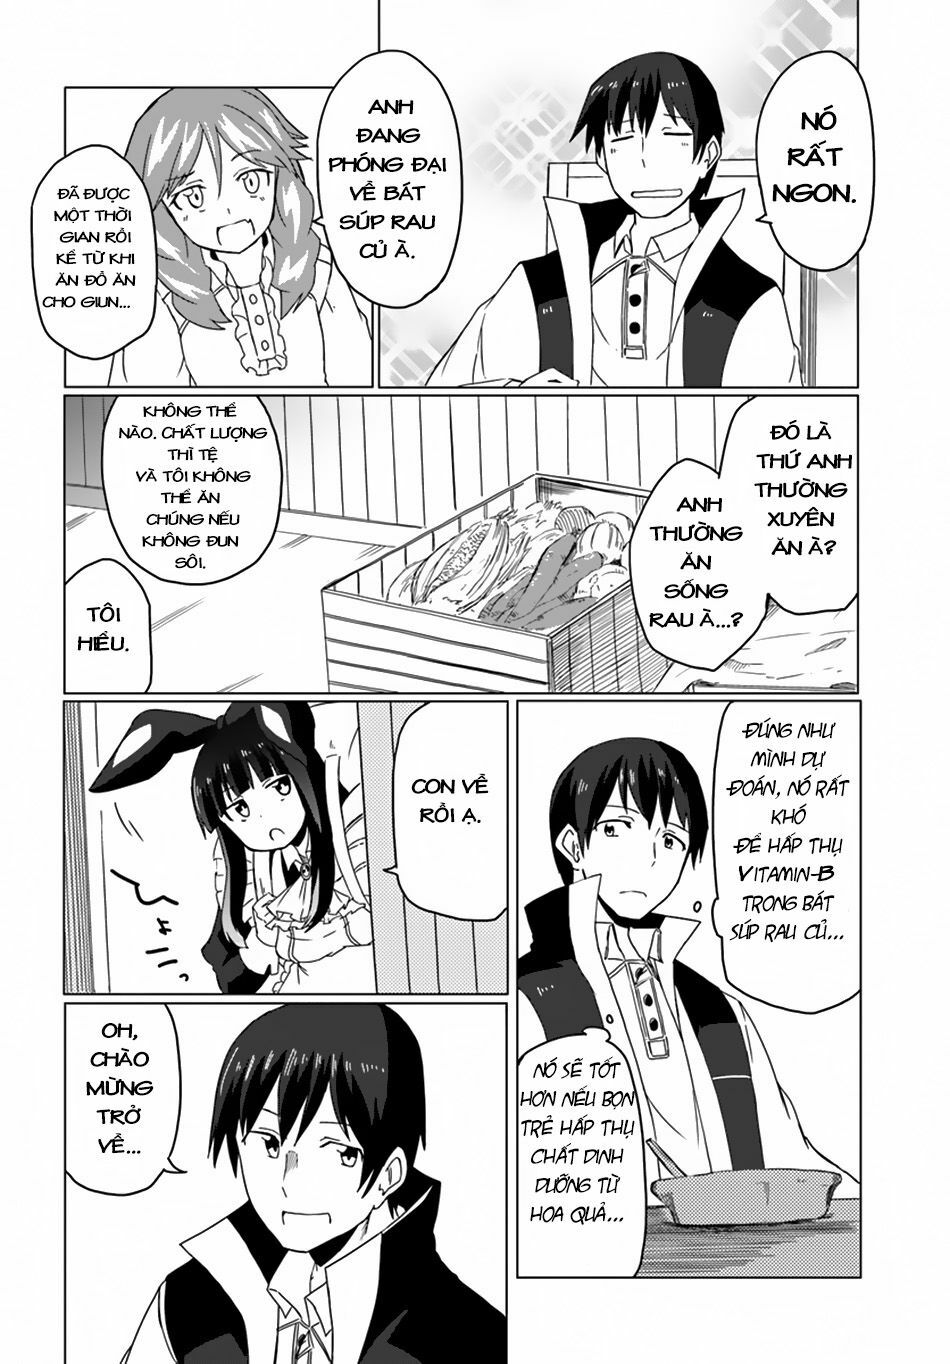 NÓ
RẤT
NGON.
ANH
ĐANG
PHÓNG ĐẠI
VỀ BÁT
SÚP RAU
CỦ À.
ĐÃ ĐƯỢC
MỘT THỜI
GIAN RỒI
KỂ TỪ KHI
ĂN ĐỒ ĂN
CHO GIUN...
ĐÓ LÀ
THỨ ANH
THƯỜNG
XUYÊN
ĂN À?
ANH
THƯỜNG
ĂN
SỐNG
RAU À...?
KHÔNG THỂ
NÀO. CHẤT LƯỢNG
THÌ TỆ
VÀ TÔI KHÔNG
THỂ ĂN
CHÚNG NẾU
KHÔNG ĐUN
SÔI.
TÔI
HIỂU.
ĐÚNG NHƯ
MÌNH DỰ
ĐOÁN, NÓ RẤT
KHÓ
ĐỂ HẤP THỤ
VITAMIN-B
TRONG BÁT
SÚP RAU CỦ...
NÓ SẼ TỐT
HƠN NẾU BỌN
TRẺ HẤP THỤ
CHẤT DINH
DƯỠNG TỪ
HOA QUẢ...
CON VỀ
RỒI Ạ.
OH,
CHÀO
MỪNG
TRỞ
VỀ...